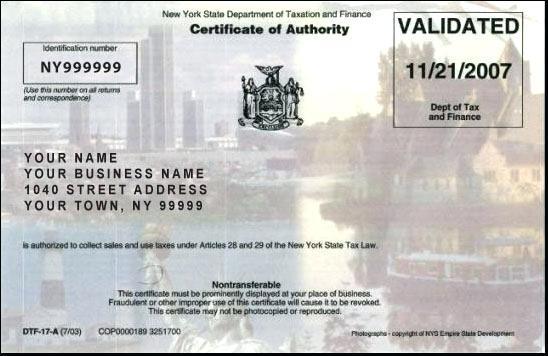 New York State Department of Taxation and Finance
Certificate of Authority
Identification number
NY999999
(Use this number on all returns
and correspondence)
VALIDATED
11/21/2007
Dept of Tax
and Finance
YOUR NAME
YOUR BUSINESS NAME
1040 STREET ADDRESS
YOUR TOWN, NY 99999
is authorized to collect sales and use taxes under Articles 28 and 29 of the New York State Tax Law.
Nontransferable
This certificate must be prominently displayed at your place of business.
Fraudulent or other improper use of this certificate will cause it to be revoked.
This certificate may not be photocopied or reproduced.
DTF-17-A (7/03) COP0000189 3251700
Photographs - copyright of NYS Empire State Development